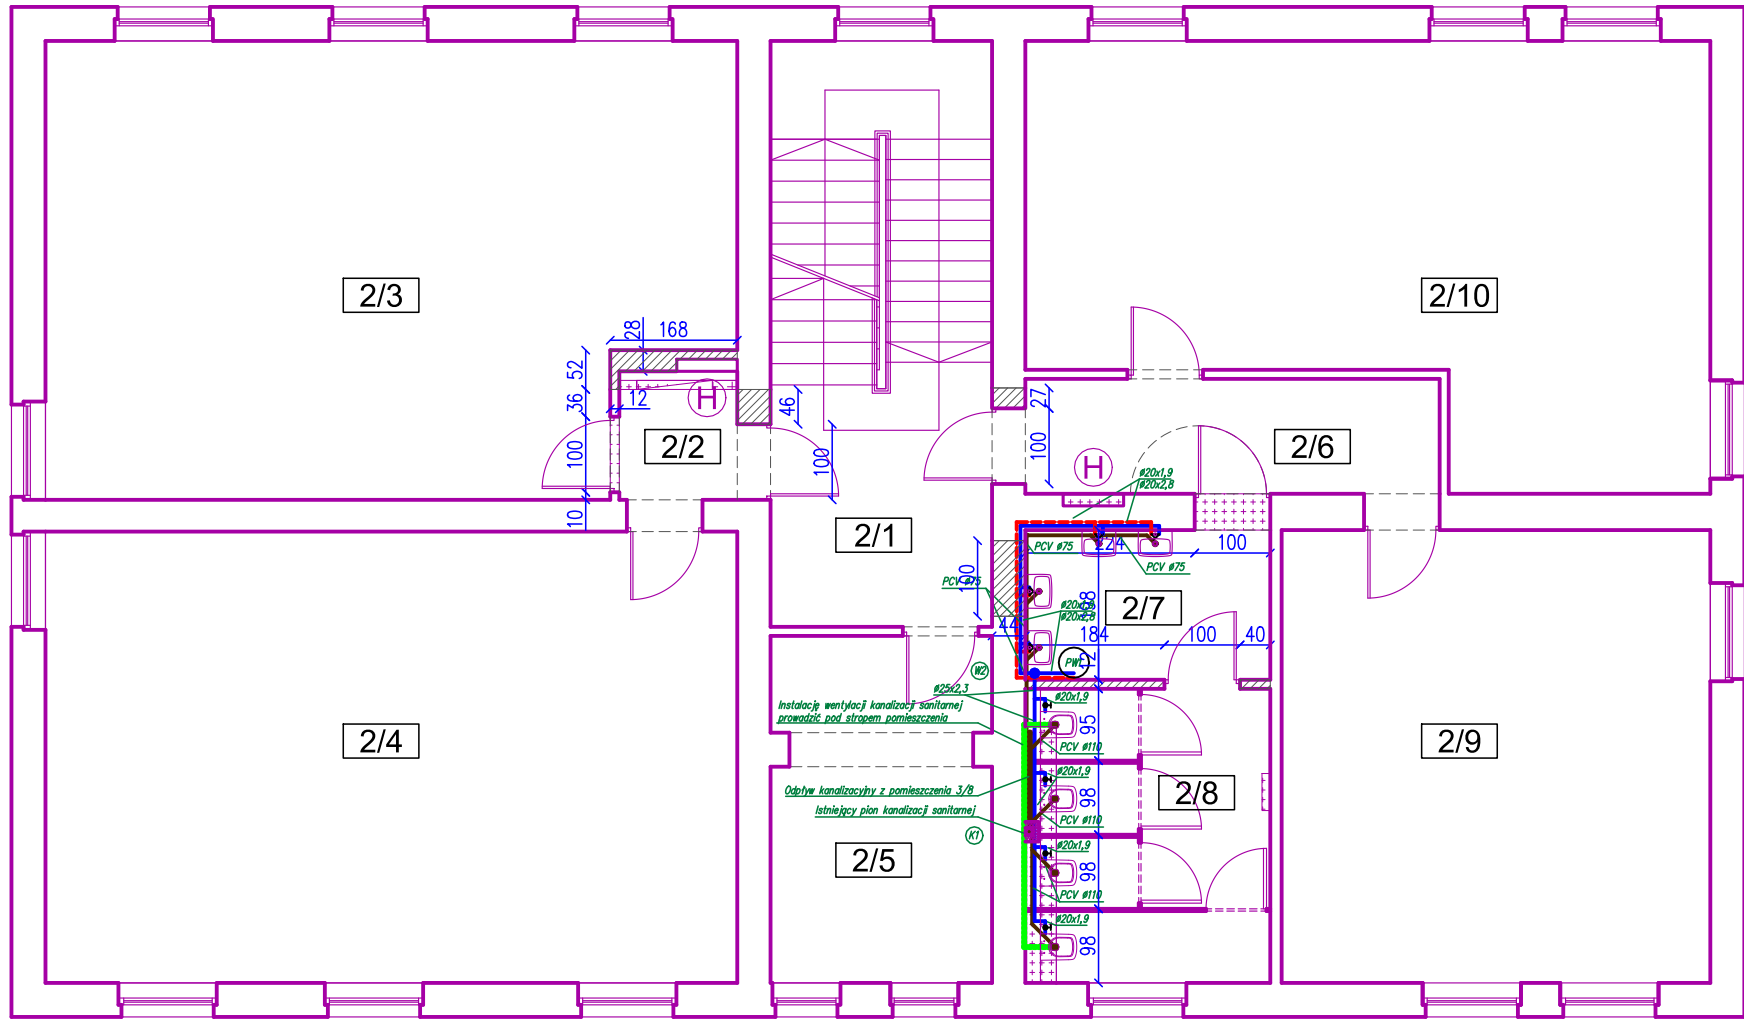 2/3
2/10
28
168
52
36
12
H
46
27
100
2/2
100
100
100
H
2/6
ø20x1,9
ø20x2,8
10
2/1
PCV ø75
224
100
PCV ø75
PCV ø75
100
2/7
44
184
100
40
12
W2
ø25x2,3
ø20x1,9
Instalację wentylacji kanalizacji sanitarnej
prowadzić pod stropem pomieszczenia
95
PCV ø110
2/4
2/9
ø20x1,9
2/8
Odpływ kanalizacyjny z pomieszczenia 3/8
98
Istniejący pion kanalizacji sanitarnej
PCV ø110
K1
ø20x1,9
2/5
98
PCV ø110
ø20x1,9
98